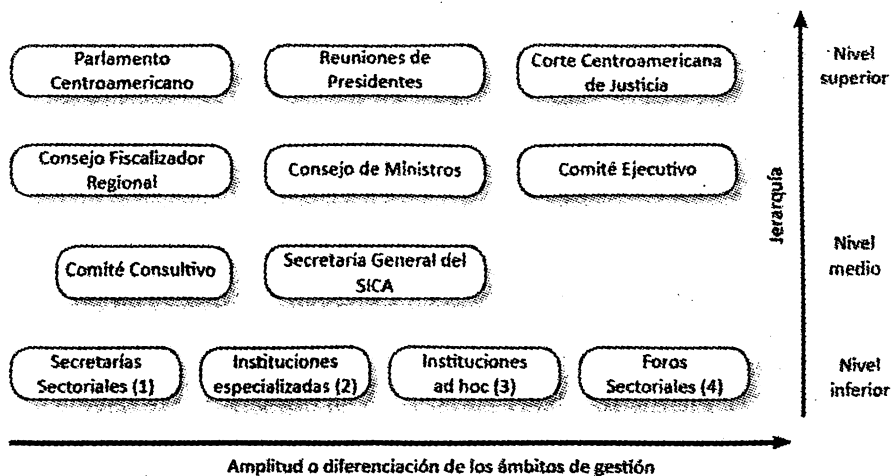 Parlamento
Centroamericano
Reuniones de
Presidentes
Corte Centroamericana
de Justicia
Nivel
superior
Consejo Fiscalizador
Regional
Consejo de Ministros
Comité Ejecutivo
Jerarquía
Comité Consultivo
Secretaría General del
SICA
Nivel
medio
Secretarías
Sectoriales (1)
Instituciones
especializadas (2)
Instituciones
ad hoc (3)
Foros
Sectoriales (4)
Nivel
inferior
Amplitud o diferenciación de los ámbitos de gestión